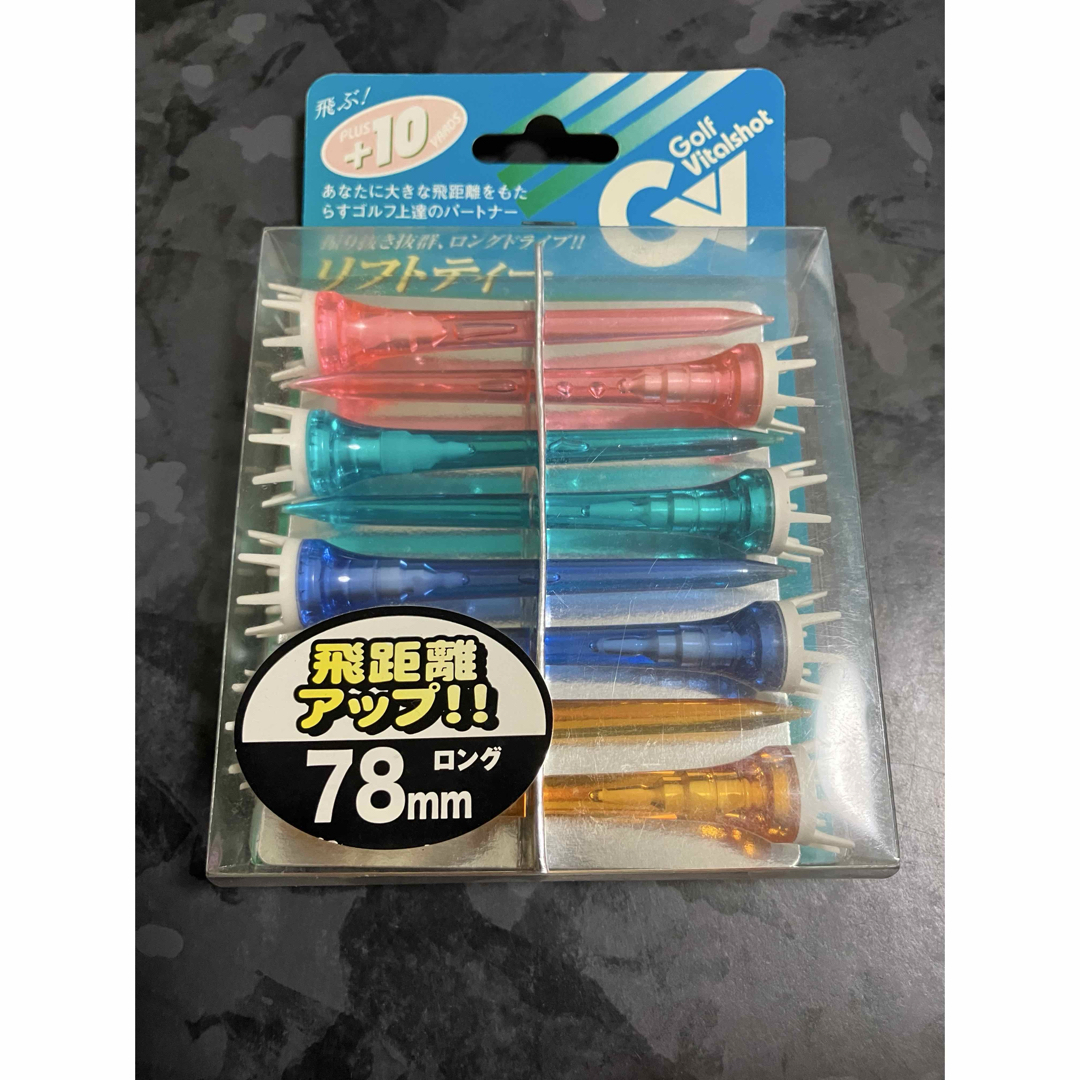 飛ぶ!
PLUS
+10
YARDS
Golf
Vitalshot
GV
あなたに大きな飛距離をもた
らすゴルフ上達のパートナー
振り抜き抜群、ロングドライブ!!
リフトティー
飛距離
アップ!!
ロング
78mm